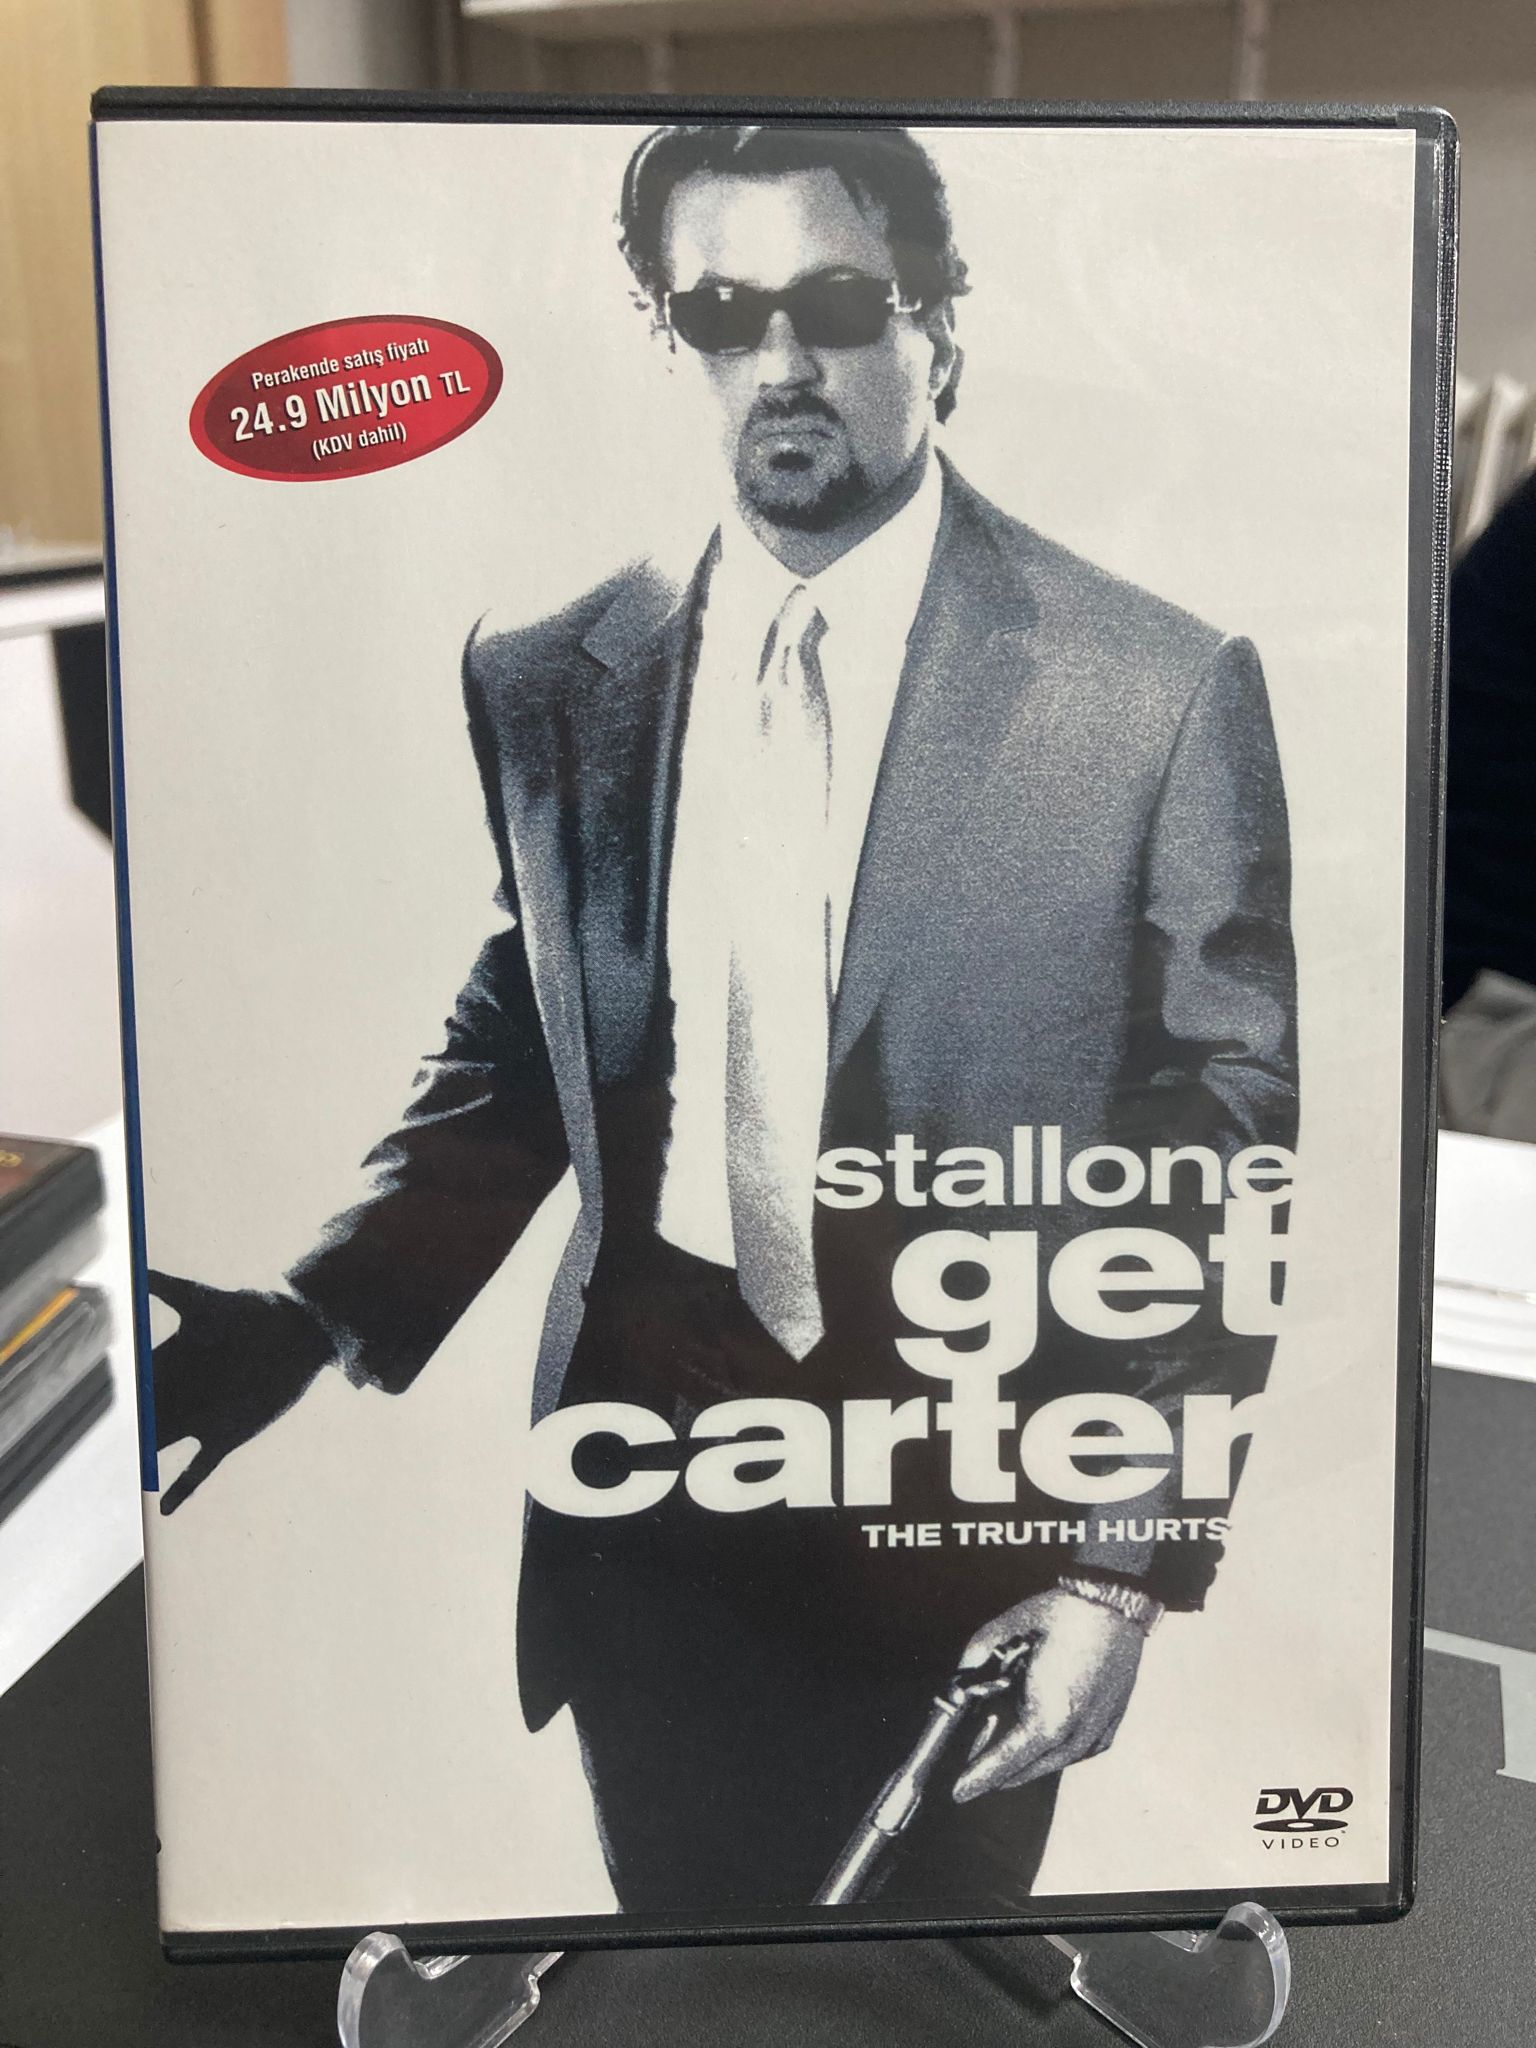 Perakende satış fiyatı
24.9 Milyon TL
(KDV dahil)
stallone
get
carter
THE TRUTH HURTS
DVD
VIDEO